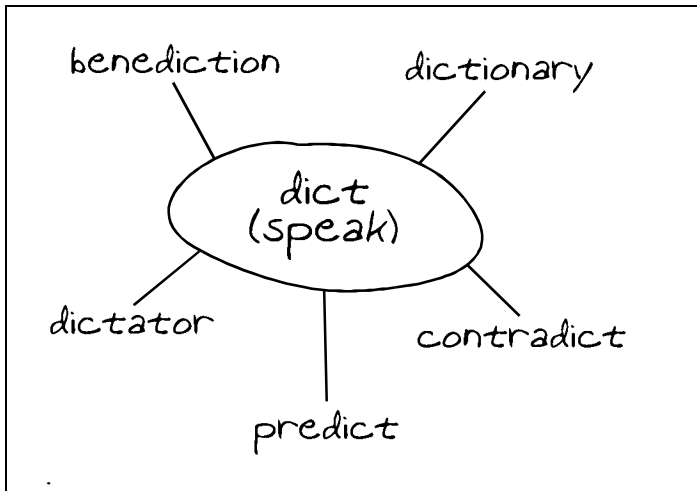 benediction
dictionary
dict
(speak)
dictator
contradict
predict